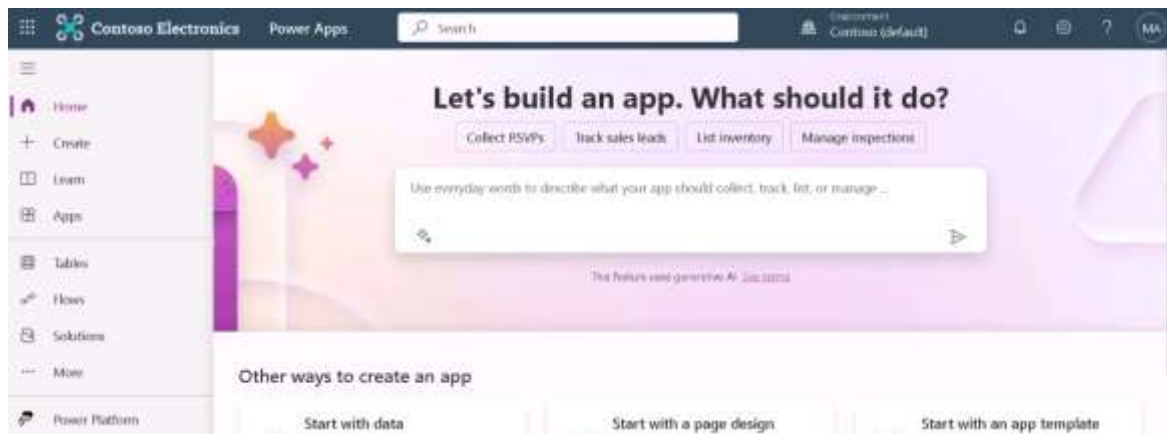 Contoso Electronics Power Apps Search Environment Contoso (default) ? MA
Home
Create
Learn
Apps
Tables
Flows
Solutions
More
Power Platform
Let's build an app. What should it do?
Collect RSVPs Track sales leads List inventory Manage inspections
Use everyday words to describe what your app should collect, track, list, or manage ...
This feature uses generative AI. See terms
Other ways to create an app
Start with data Start with a page design Start with an app template